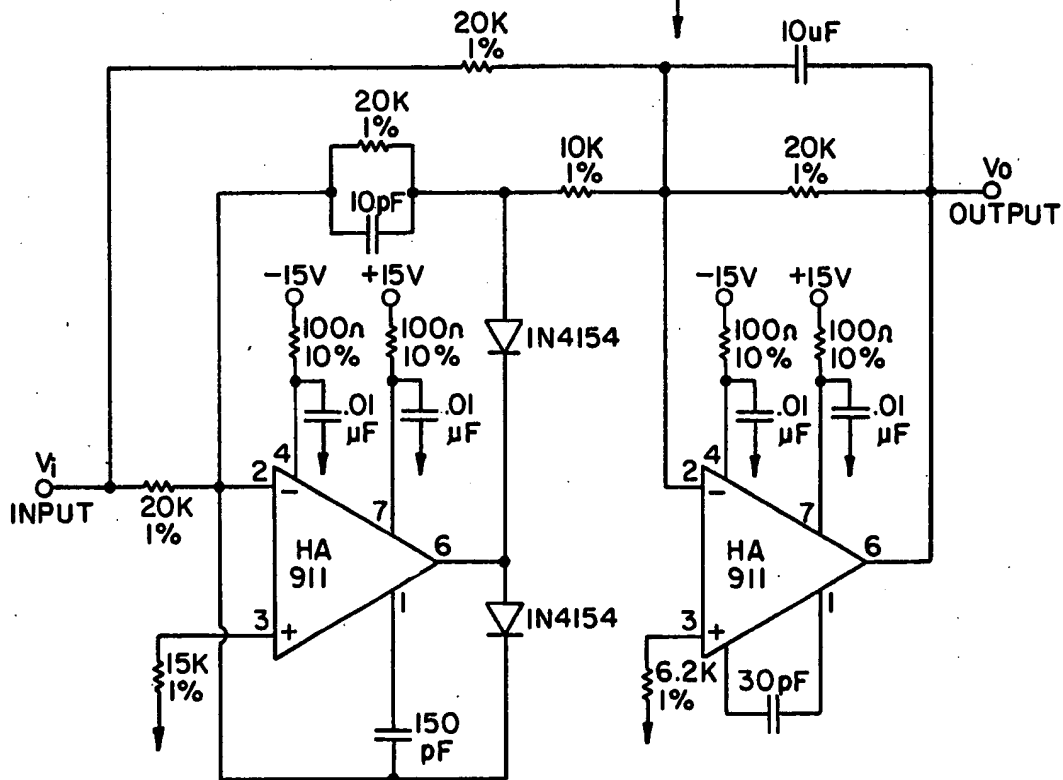 20K
1%
10uF
20K
1%
10pF
10K
1%
20K
1%
Vo
OUTPUT
-15V
+15V
100Ω
10%
100Ω
10%
.01
µF
.01
µF
1N4154
-15V
+15V
100Ω
10%
100Ω
10%
.01
µF
.01
µF
Vi
INPUT
20K
1%
2
4
−
7
HA
911
6
3
+
1
15K
1%
150
pF
1N4154
2
4
−
7
HA
911
6
3
+
1
6.2K
1%
30pF